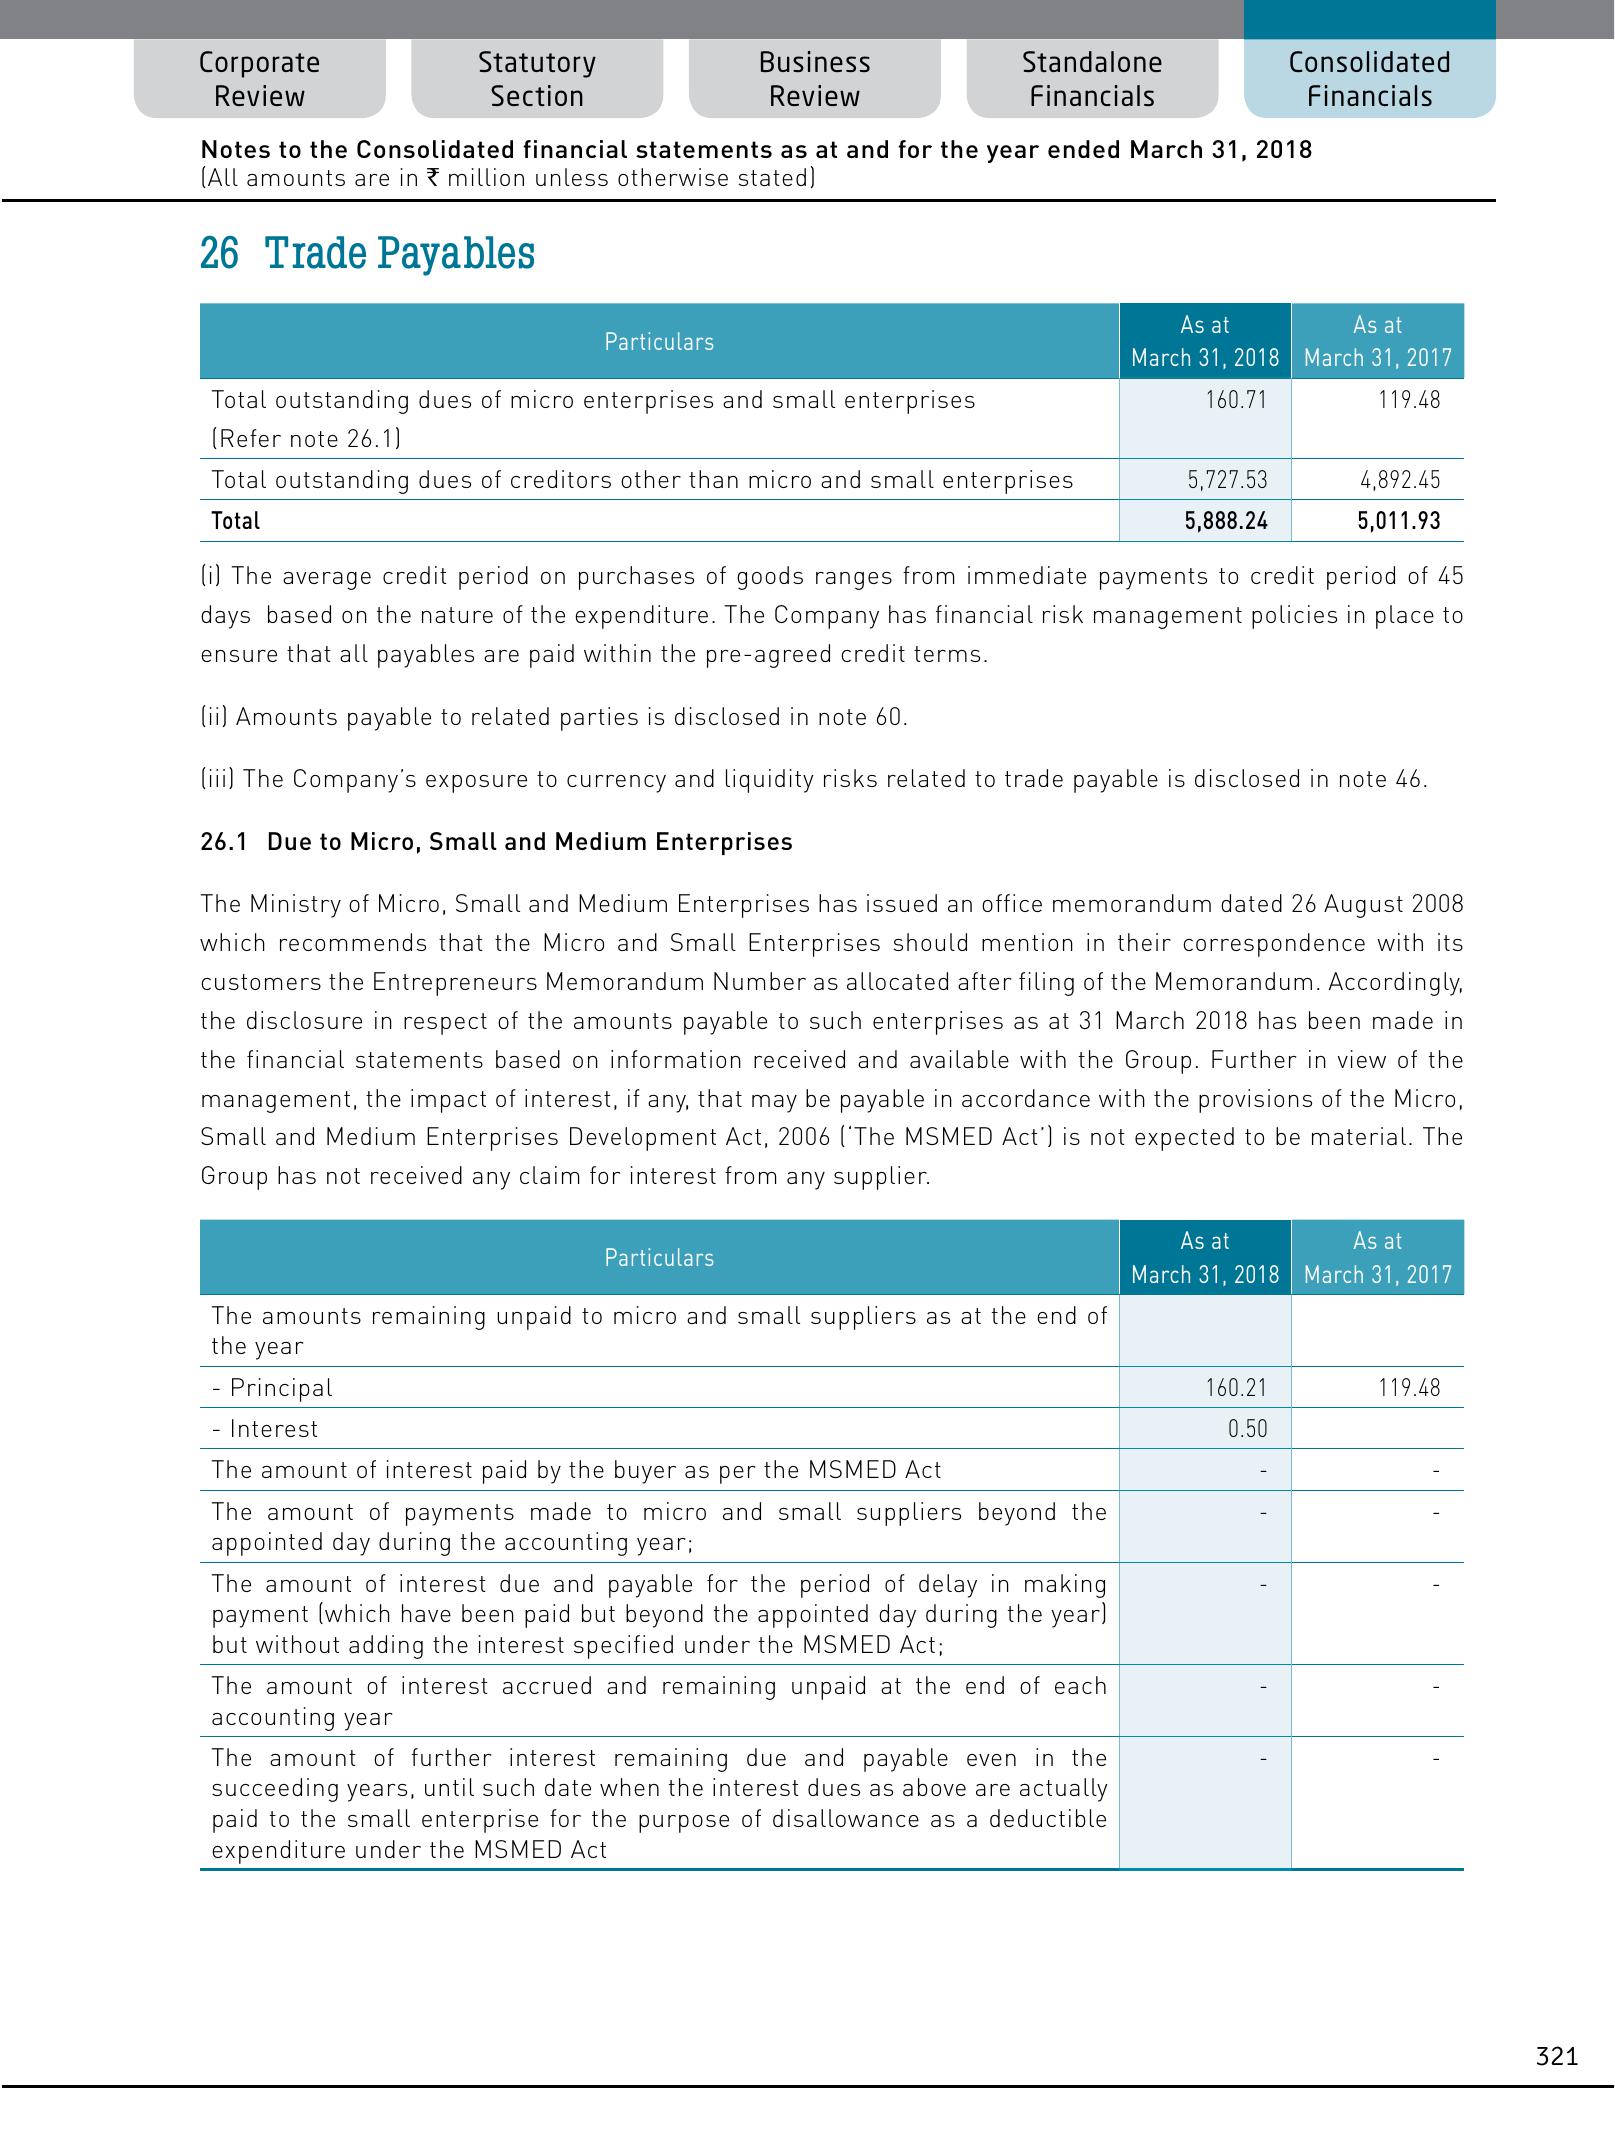 Corporate
Review
Statutory
Section
Business
Review
Standalone
Financials
Consolidated
Financials
Notes to the Consolidated financial statements as at and for the year ended March 31, 2018
(All amounts are in ₹ million unless otherwise stated)
26 Trade Payables
Particulars
As at
March 31, 2018
As at
March 31, 2017
Total outstanding dues of micro enterprises and small enterprises 160.71 119.48
(Refer note 26.1)
Total outstanding dues of creditors other than micro and small enterprises 5,727.53 4,892.45
Total 5,888.24 5,011.93
(i) The average credit period on purchases of goods ranges from immediate payments to credit period of 45
days based on the nature of the expenditure. The Company has financial risk management policies in place to
ensure that all payables are paid within the pre-agreed credit terms.
(ii) Amounts payable to related parties is disclosed in note 60.
(iii) The Company's exposure to currency and liquidity risks related to trade payable is disclosed in note 46.
26.1 Due to Micro, Small and Medium Enterprises
The Ministry of Micro, Small and Medium Enterprises has issued an office memorandum dated 26 August 2008
which recommends that the Micro and Small Enterprises should mention in their correspondence with its
customers the Entrepreneurs Memorandum Number as allocated after filing of the Memorandum. Accordingly,
the disclosure in respect of the amounts payable to such enterprises as at 31 March 2018 has been made in
the financial statements based on information received and available with the Group. Further in view of the
management, the impact of interest, if any, that may be payable in accordance with the provisions of the Micro,
Small and Medium Enterprises Development Act, 2006 ('The MSMED Act') is not expected to be material. The
Group has not received any claim for interest from any supplier.
Particulars
As at
March 31, 2018
As at
March 31, 2017
The amounts remaining unpaid to micro and small suppliers as at the end of
the year
- Principal 160.21 119.48
- Interest 0.50
The amount of interest paid by the buyer as per the MSMED Act - -
The amount of payments made to micro and small suppliers beyond the - -
appointed day during the accounting year;
The amount of interest due and payable for the period of delay in making - -
payment (which have been paid but beyond the appointed day during the year)
but without adding the interest specified under the MSMED Act;
The amount of interest accrued and remaining unpaid at the end of each - -
accounting year
The amount of further interest remaining due and payable even in the - -
succeeding years, until such date when the interest dues as above are actually
paid to the small enterprise for the purpose of disallowance as a deductible
expenditure under the MSMED Act
321